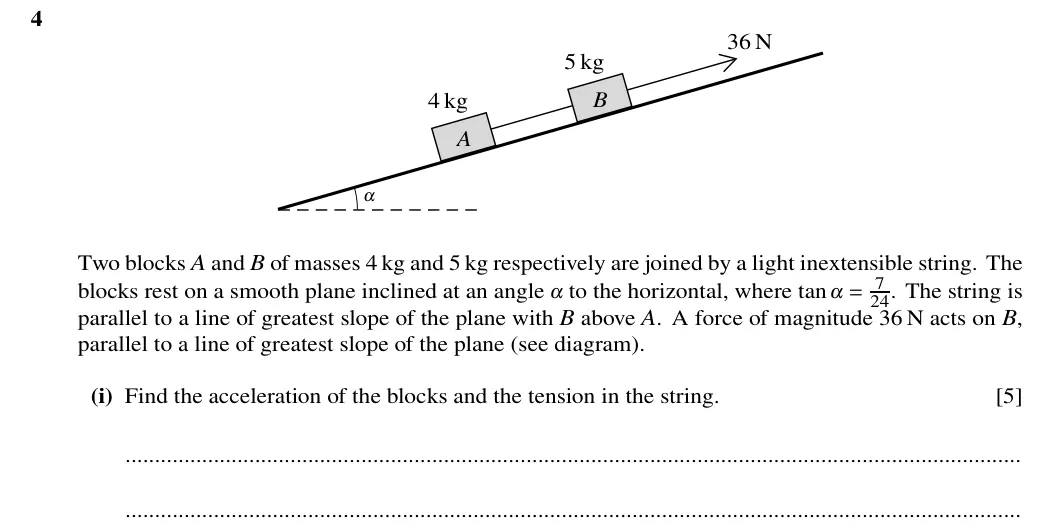 4
36 N
5 kg
B
4 kg
A
α
Two blocks A and B of masses 4 kg and 5 kg respectively are joined by a light inextensible string. The
blocks rest on a smooth plane inclined at an angle α to the horizontal, where tan α = 7/24. The string is
parallel to a line of greatest slope of the plane with B above A. A force of magnitude 36 N acts on B,
parallel to a line of greatest slope of the plane (see diagram).
(i) Find the acceleration of the blocks and the tension in the string. [5]